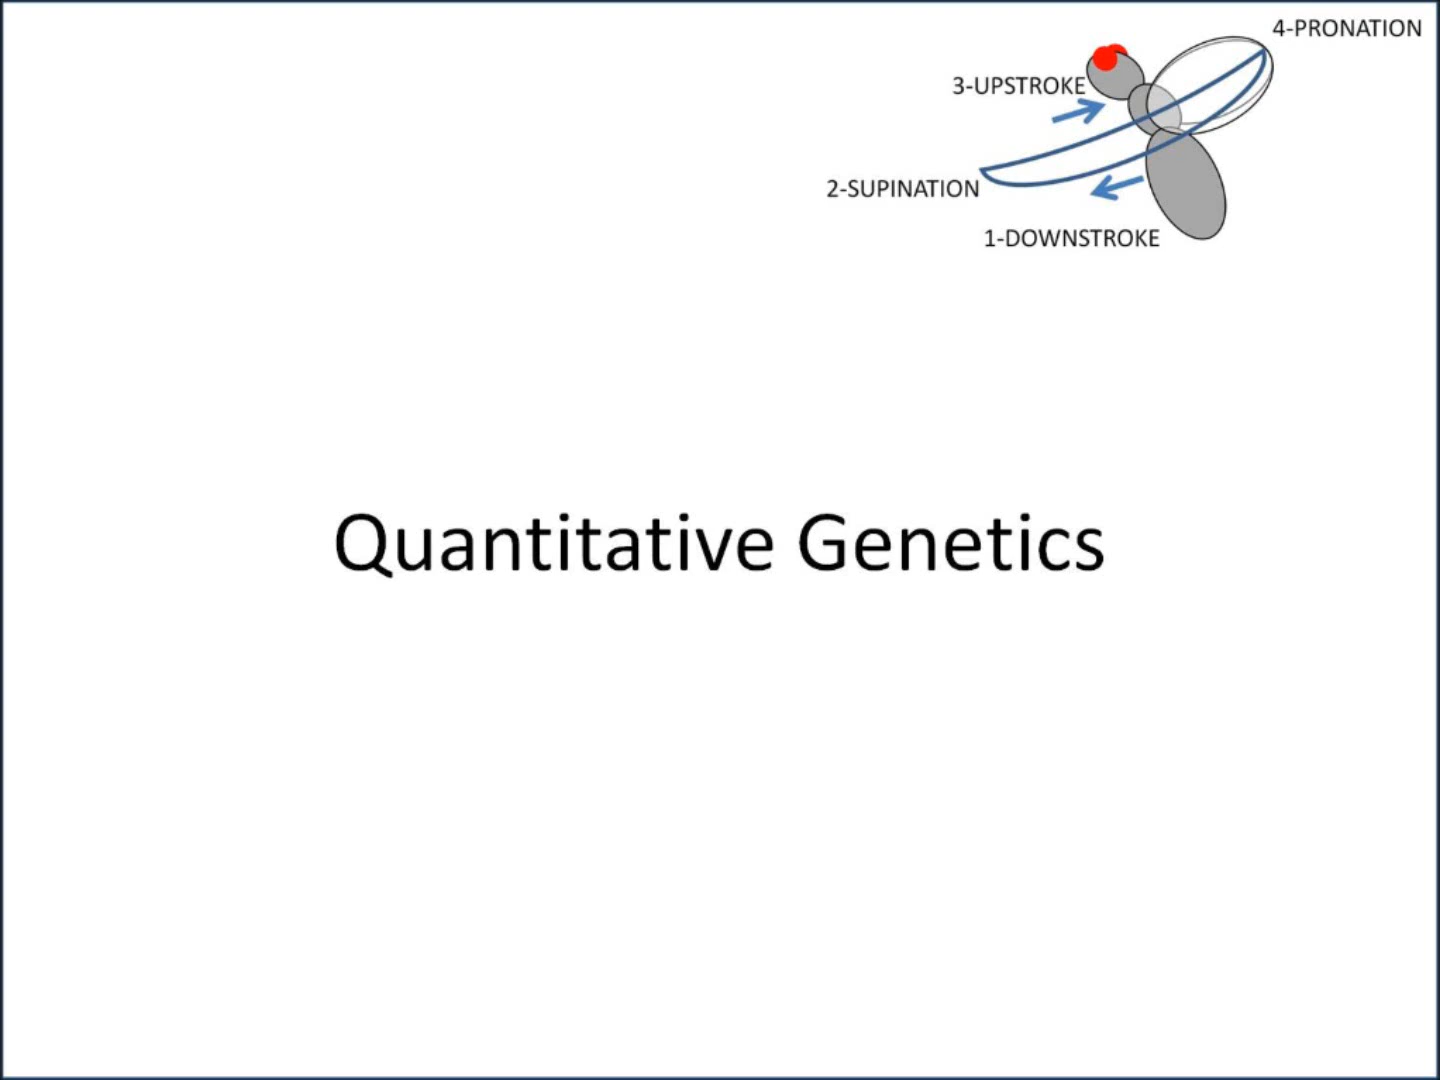 4-PRONATION
3-UPSTROKE
2-SUPINATION
1-DOWNSTROKE
Quantitative Genetics